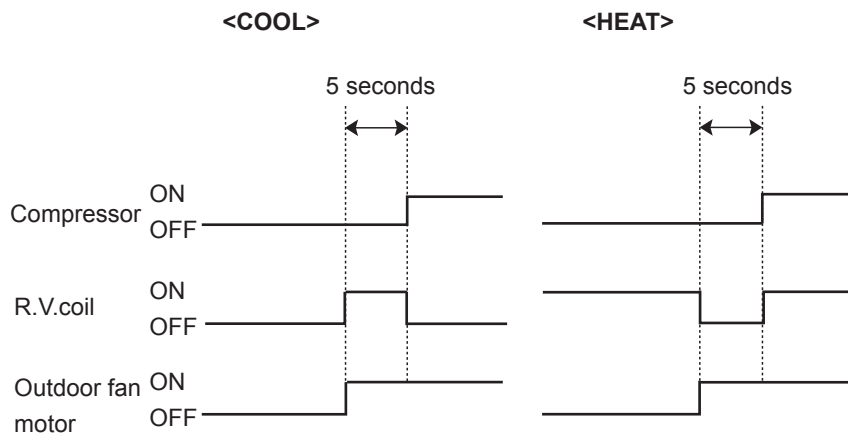 <COOL> <HEAT>
5 seconds 5 seconds
Compressor ON
OFF
R.V.coil ON
OFF
Outdoor fan motor ON
OFF